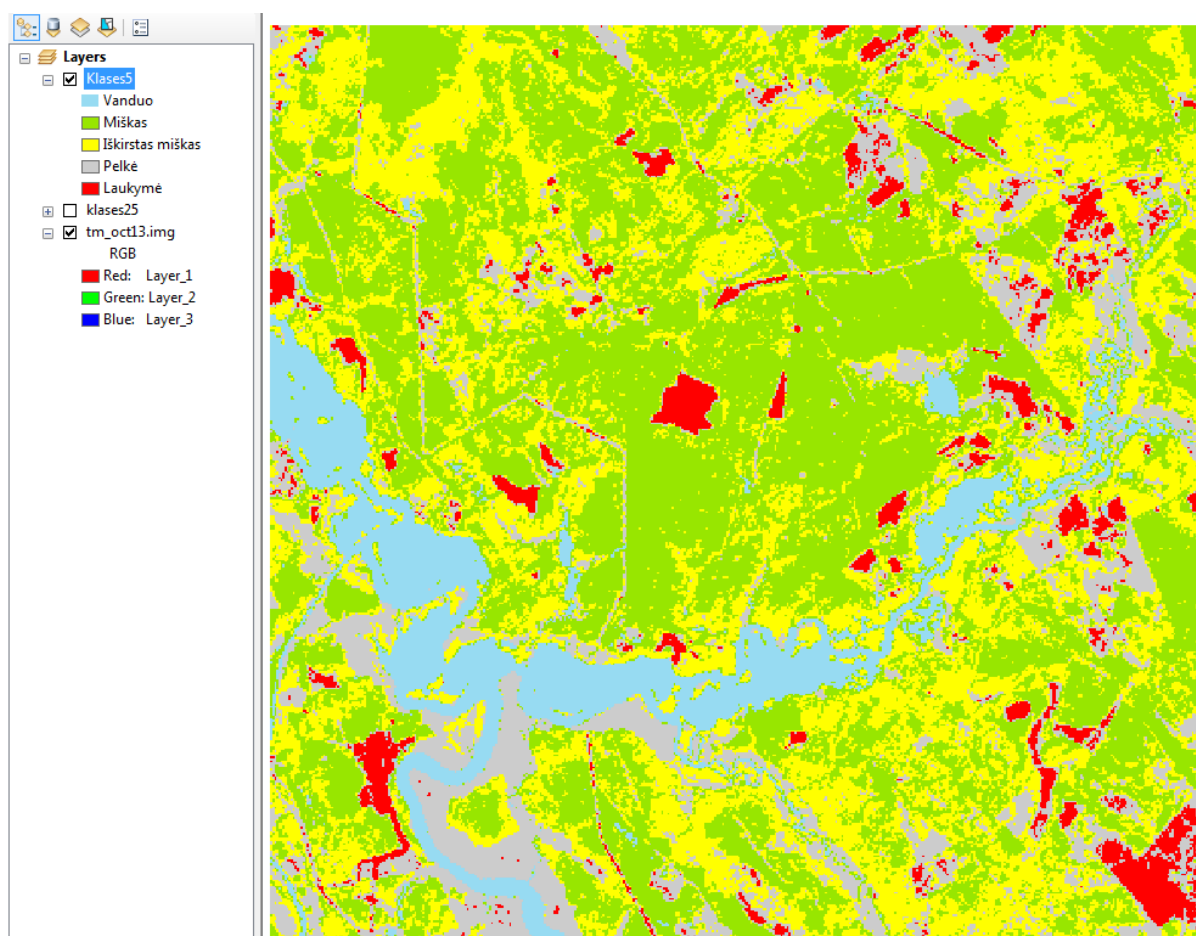 Layers
Klases5
Vanduo
Miškas
Iškirstas miškas
Pelkė
Laukymė
klases25
tm_oct13.img
RGB
Red: Layer_1
Green: Layer_2
Blue: Layer_3